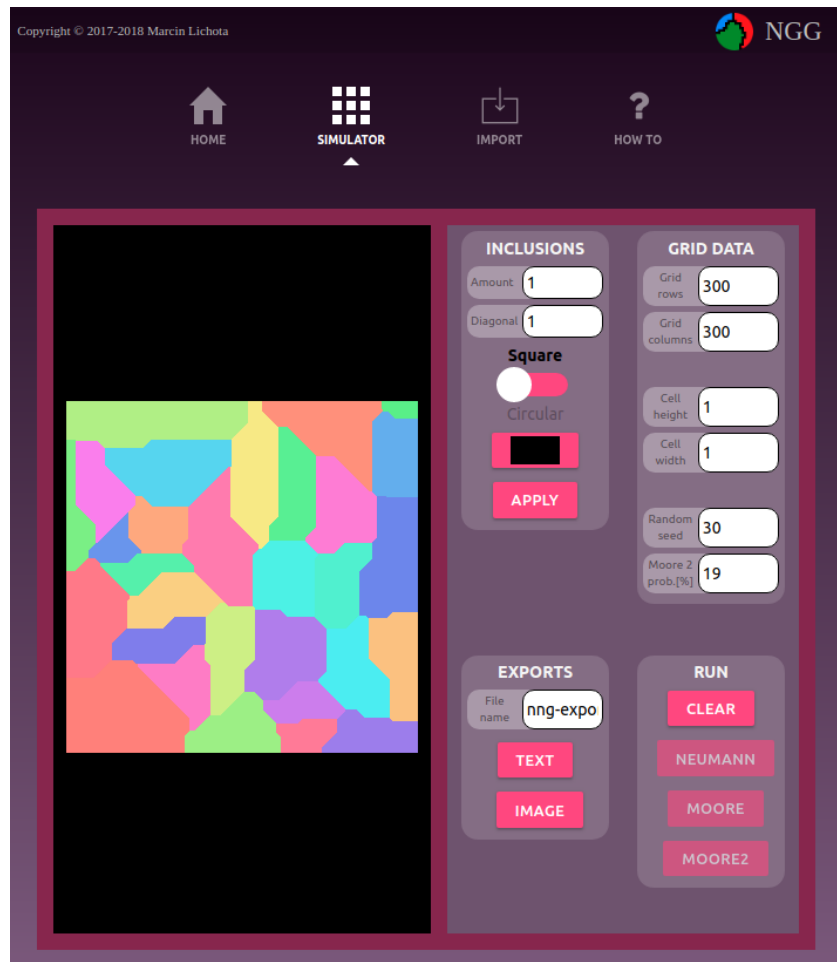 Copyright © 2017-2018 Marcin Lichota
NGG
HOME
SIMULATOR
IMPORT
?
HOW TO
INCLUSIONS
Amount 1
Diagonal 1
Square
Circular
APPLY
GRID DATA
Grid
rows
300
Grid
columns
300
Cell
height
1
Cell
width
1
Random
seed
30
Moore 2
prob.[%]
19
EXPORTS
File
name
nng-expo
TEXT
IMAGE
RUN
CLEAR
NEUMANN
MOORE
MOORE2